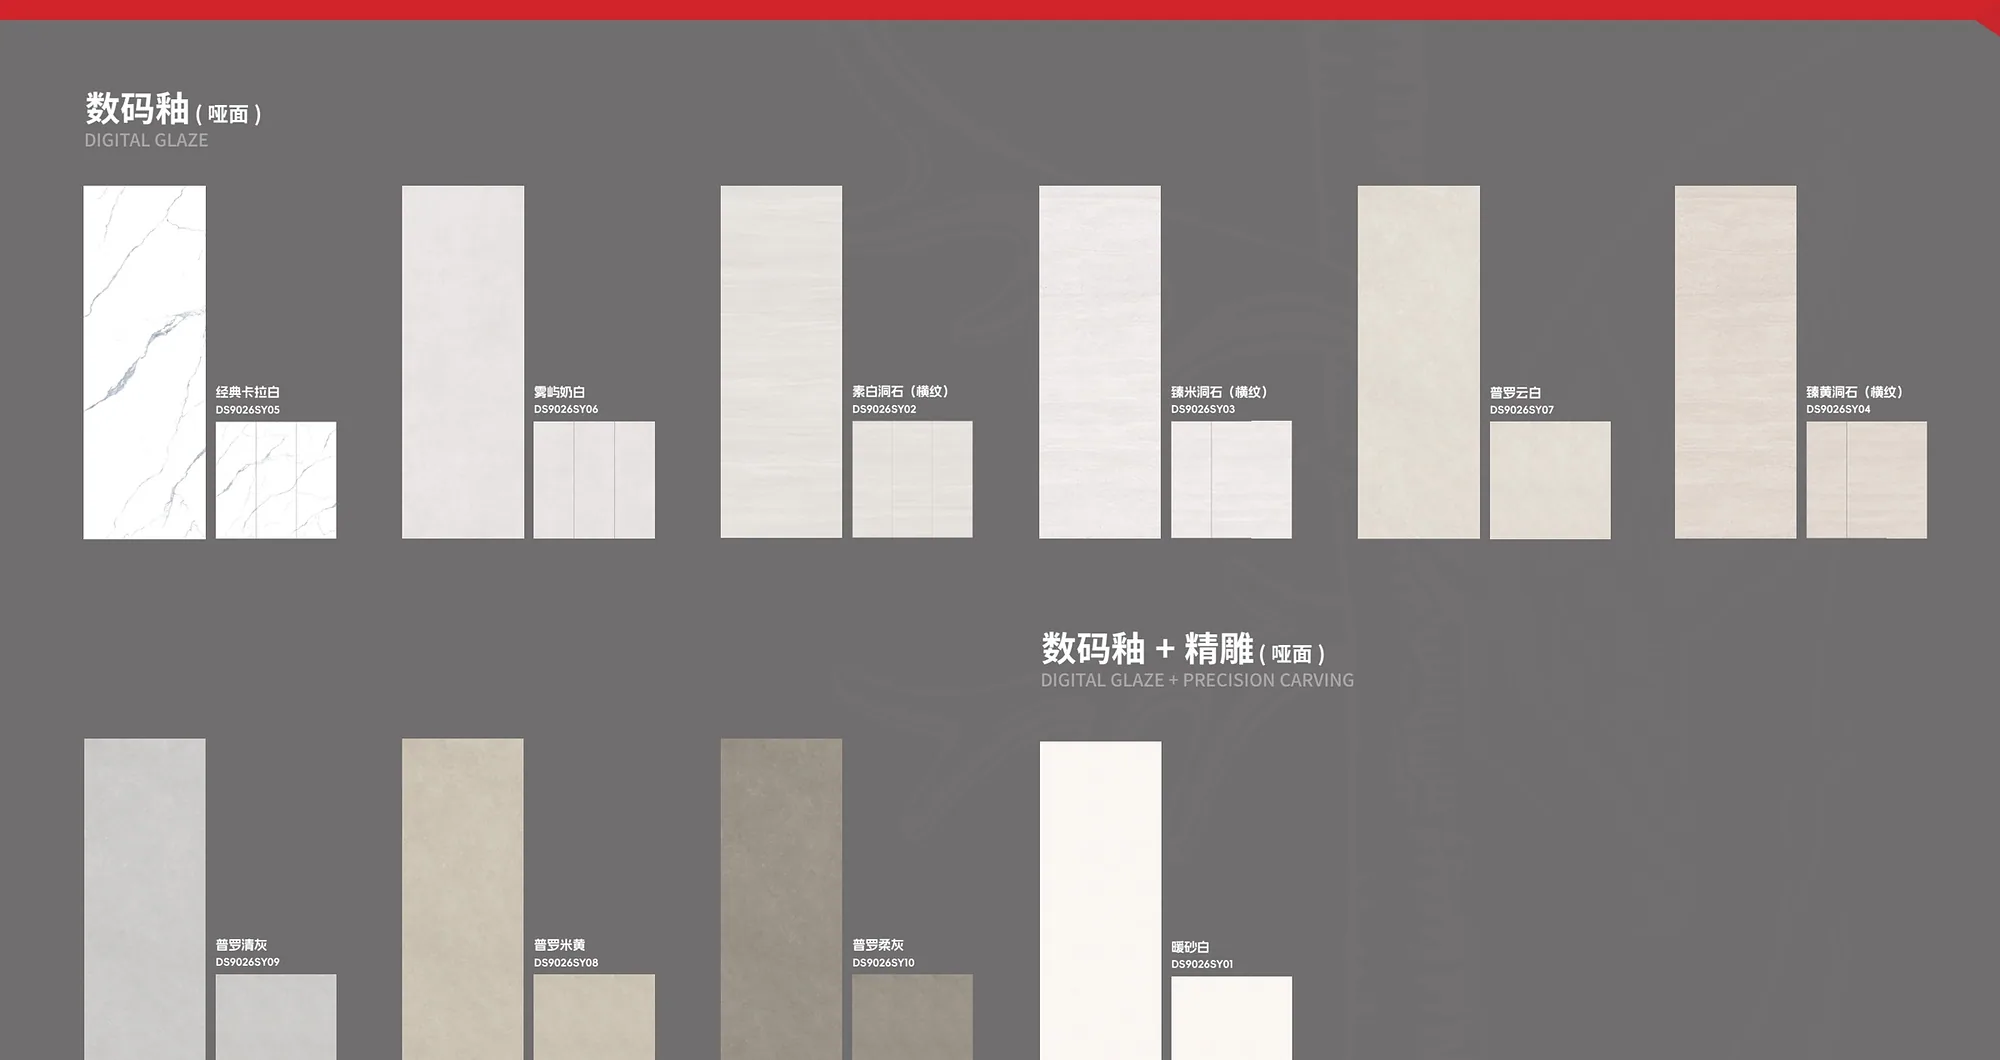 数码釉 ( 哑面 )
DIGITAL GLAZE
经典卡拉白
DS9026SY05
雾屿奶白
DS9026SY06
素白洞石（横纹）
DS9026SY02
臻米洞石（横纹）
DS9026SY03
普罗云白
DS9026SY07
臻黄洞石（横纹）
DS9026SY04
数码釉 + 精雕 ( 哑面 )
DIGITAL GLAZE + PRECISION CARVING
普罗清灰
DS9026SY09
普罗米黄
DS9026SY08
普罗柔灰
DS9026SY10
暖砂白
DS9026SY01